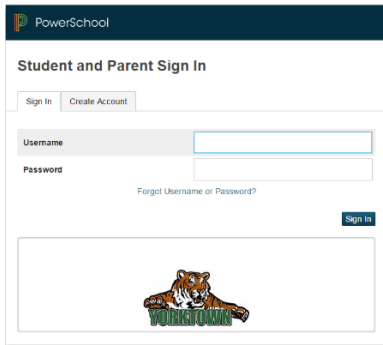 PowerSchool
Student and Parent Sign In
Sign In Create Account
Username
Password
Forgot Username or Password?
Sign In
YORKTOWN